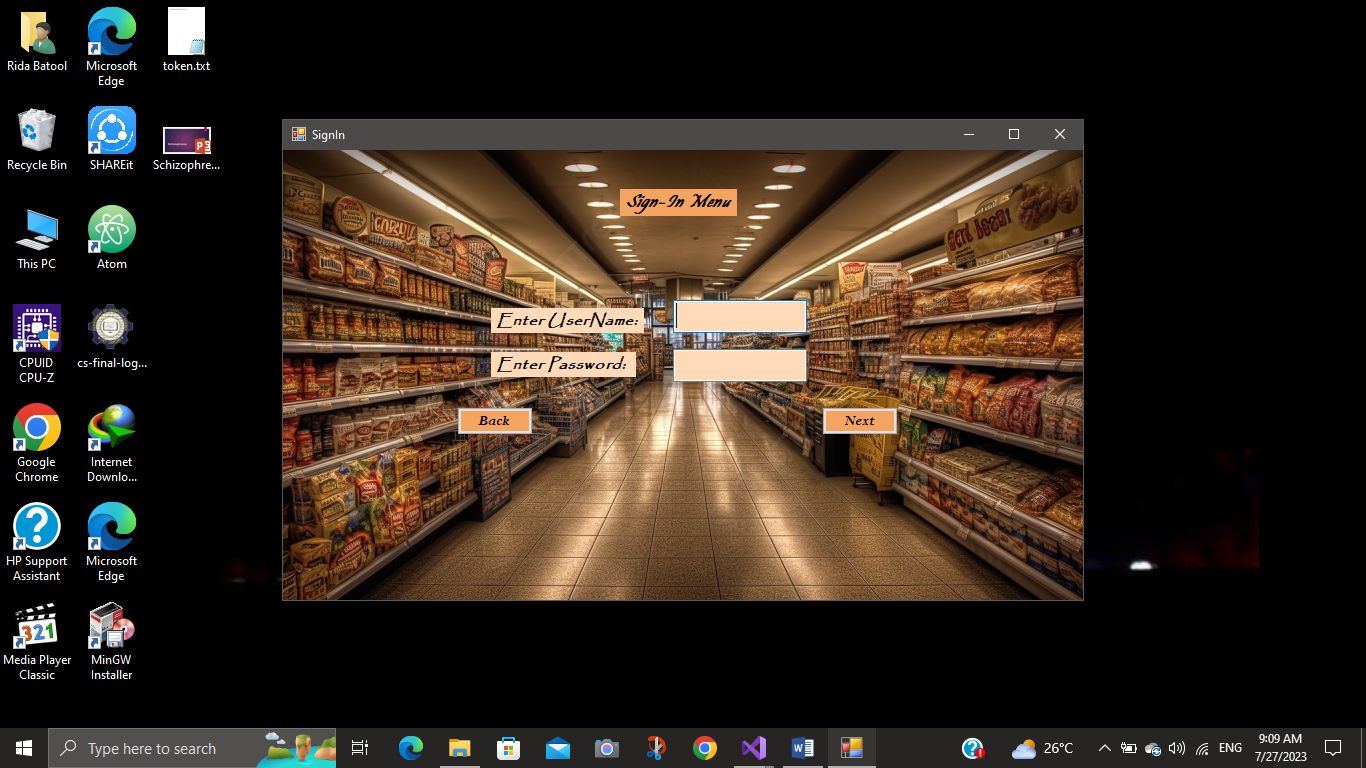 Rida Batool
Microsoft
Edge
token.txt
Recycle Bin
SHAREit
Schizophre...
This PC
Atom
CPUID
CPU-Z
cs-final-log...
Google
Chrome
Internet
Downlo...
HP Support
Assistant
Microsoft
Edge
321
Media Player
Classic
MinGW
Installer
SignIn
Sign-In Menu
Enter UserName:
Enter Password:
Back
Next
Type here to search
26°C
ENG
9:09 AM
7/27/2023